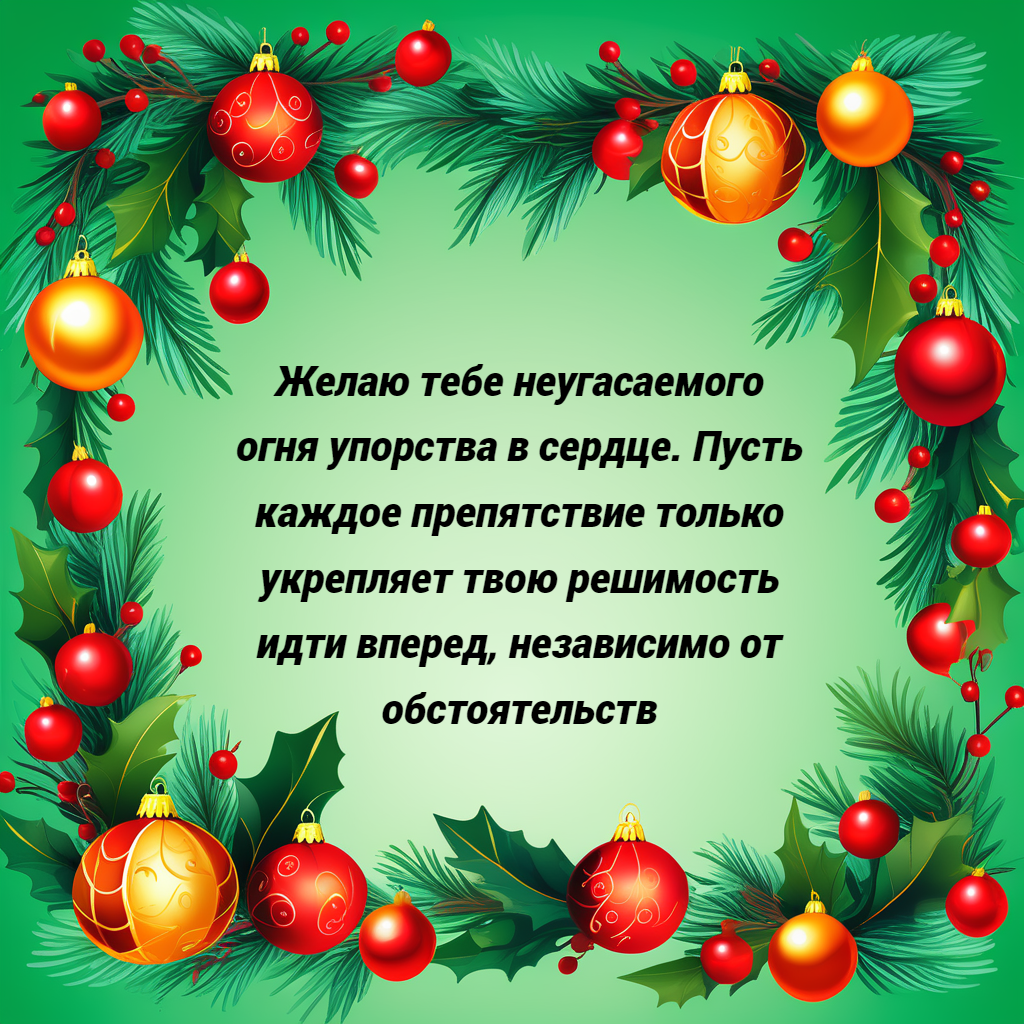 Желаю тебе неугасаемого
огня упорства в сердце. Пусть
каждое препятствие только
укрепляет твою решимость
идти вперед, независимо от
обстоятельств